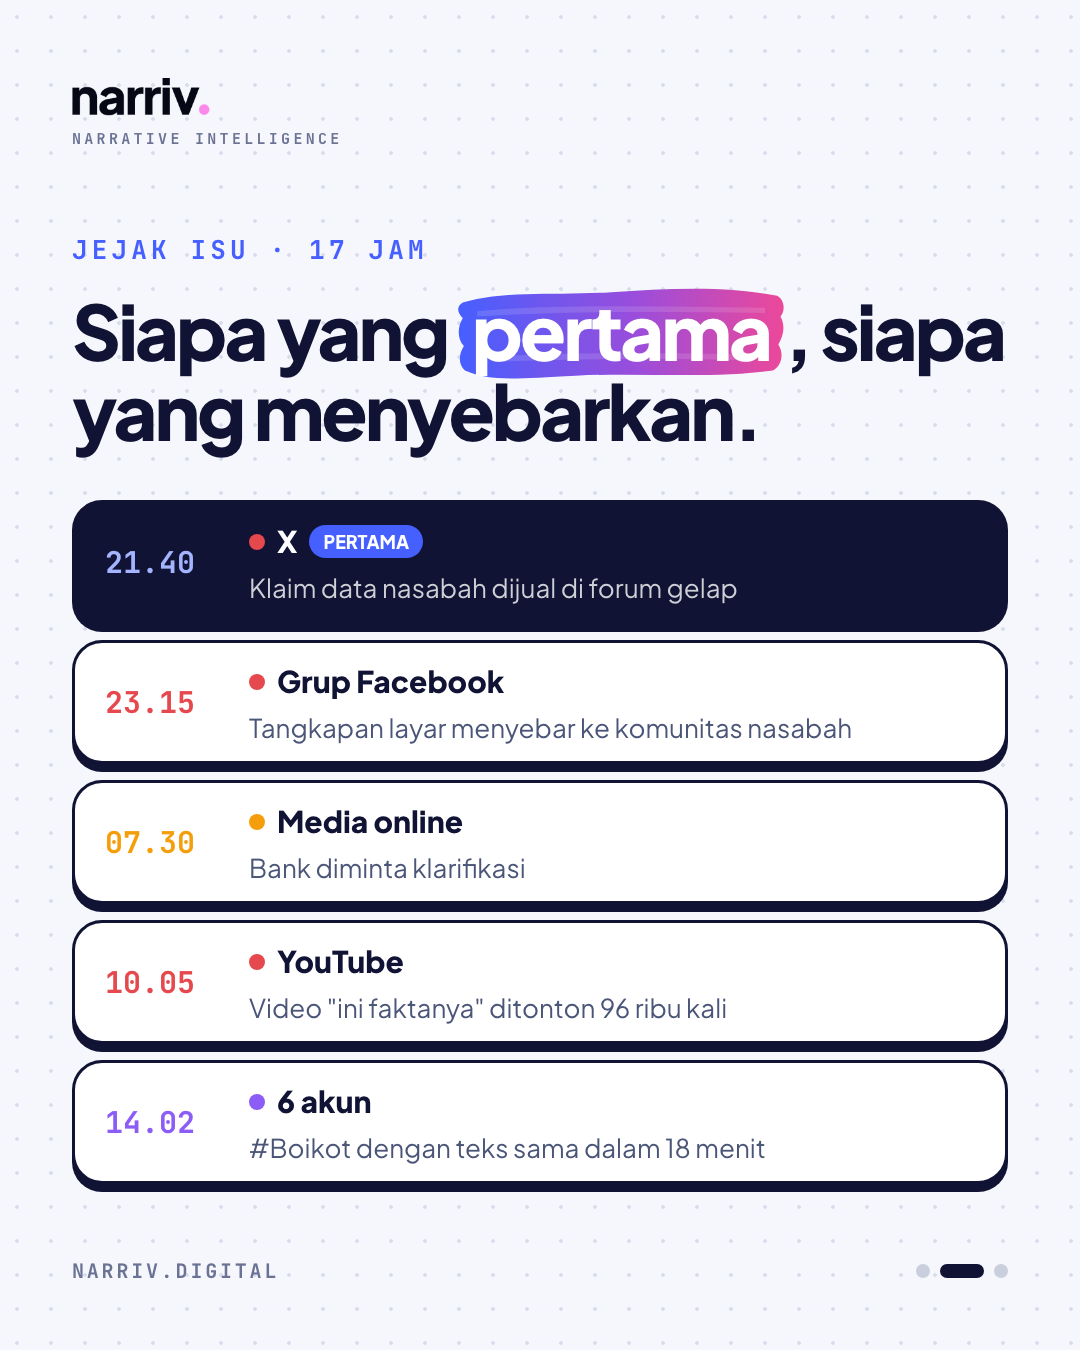 narriv.
NARRATIVE INTELLIGENCE
JEJAK ISU · 17 JAM
Siapa yang pertama, siapa
yang menyebarkan.
21.40
X PERTAMA
Klaim data nasabah dijual di forum gelap
23.15
Grup Facebook
Tangkapan layar menyebar ke komunitas nasabah
07.30
Media online
Bank diminta klarifikasi
10.05
YouTube
Video "ini faktanya" ditonton 96 ribu kali
14.02
6 akun
#Boikot dengan teks sama dalam 18 menit
NARRIV.DIGITAL